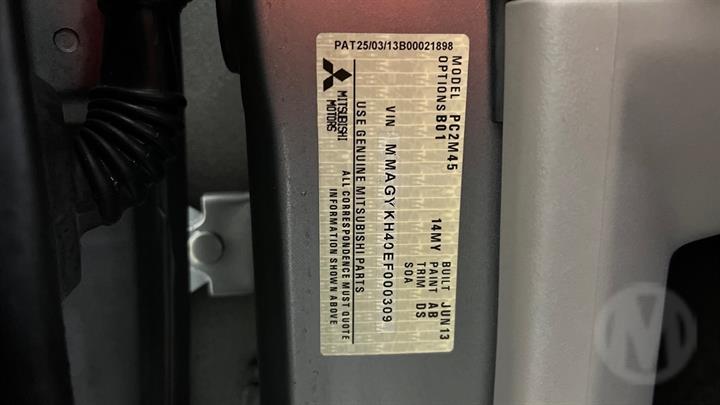 PAT25/03/13B00021898
MODEL PC2M45 14MY BUILT JUN13
OPTIONS B01 PAINT AB
TRIM DS
SOA
VIN : MMAGYKH40EF000309
MITSUBISHI
MOTORS
USE GENUINE MITSUBISHI PARTS
ALL CORRESPONDENCE MUST QUOTE
INFORMATION SHOWN ABOVE
M